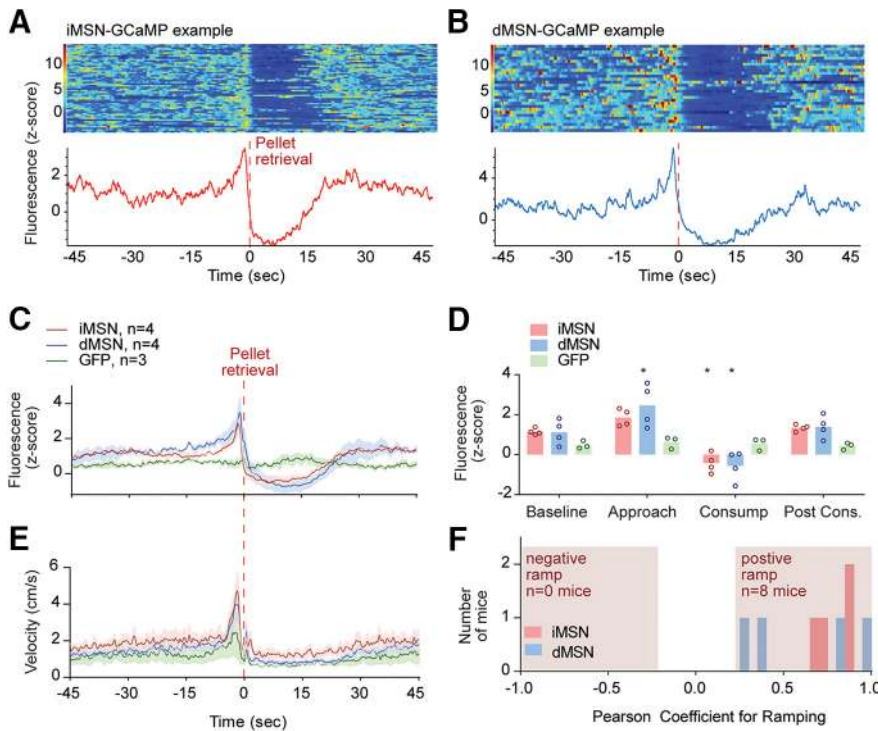 A
iMSN-GCaMP example
10
5
0
Fluorescence (z-score)
Pellet
retrieval
2
0
-45
-30
-15
0
15
30
45
Time (sec)
B
dMSN-GCaMP example
10
5
0
4
0
-45
-30
-15
0
15
30
45
Time (sec)
C
iMSN, n=4
dMSN, n=4
GFP, n=3
Pellet
retrieval
Fluorescence
(z-score)
4
2
0
D
iMSN
dMSN
GFP
Fluorescence
(z-score)
4
2
0
-2
*
*
*
Baseline
Approach
Consump
Post Cons.
E
Velocity (cm/s)
6
4
2
0
-45
-30
-15
0
15
30
45
Time (sec)
F
Number
of mice
2
1
0
negative
ramp
n=0 mice
postive
ramp
n=8 mice
iMSN
dMSN
-1.0
-0.5
0.0
0.5
1.0
Pearson Coefficient for Ramping